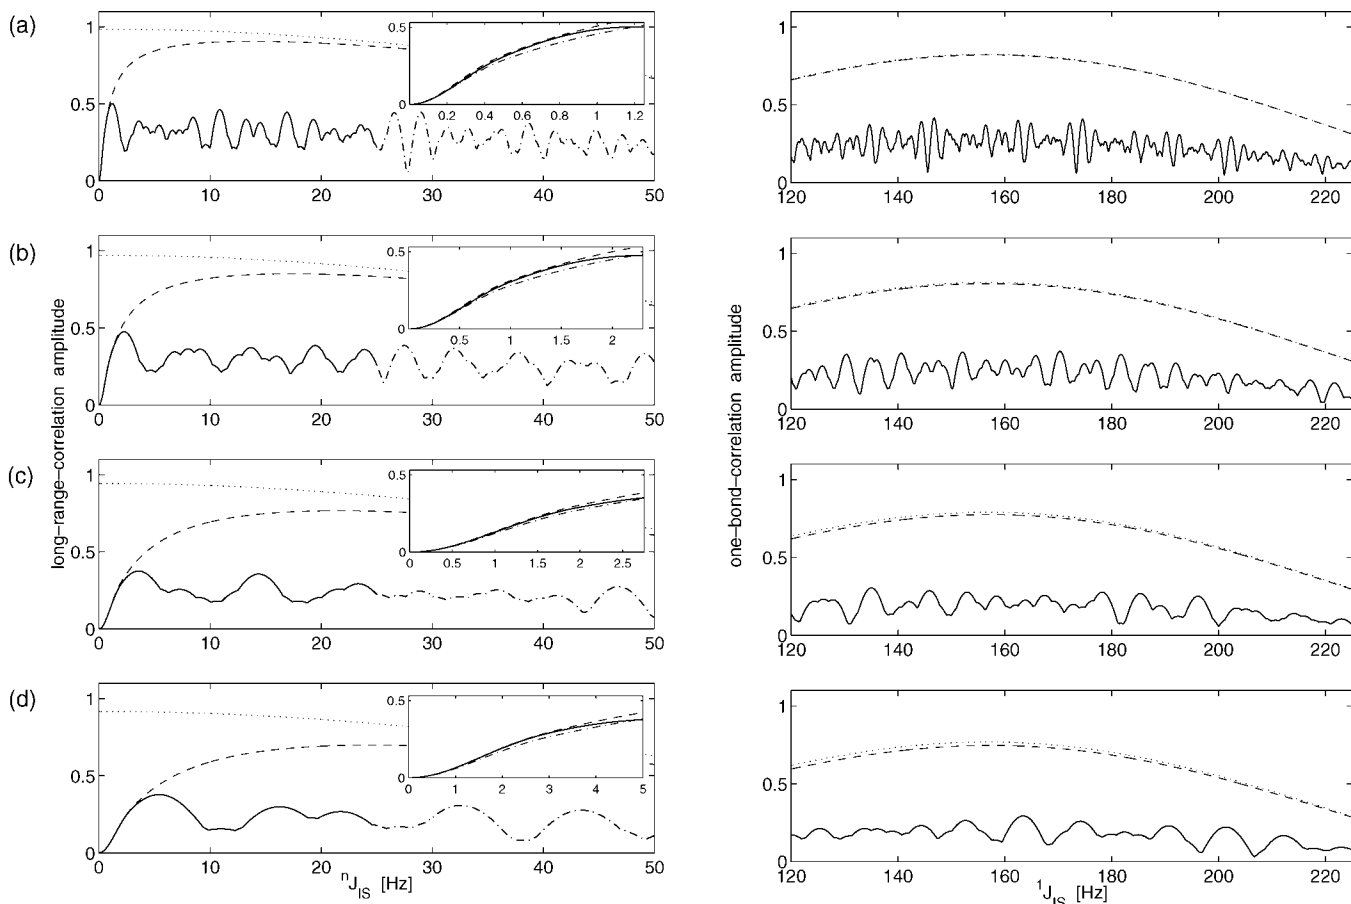 (a)
1
0.5
0
0 10 20 30 40 50
0.5
0
0.2 0.4 0.6 0.8 1 1.2
1
0.5
0
120 140 160 180 200 220
(b)
1
0.5
0
0 10 20 30 40 50
0.5
0
0.5 1 1.5 2
1
0.5
0
120 140 160 180 200 220
long-range-correlation amplitude
one-bond-correlation amplitude
(c)
1
0.5
0
0 10 20 30 40 50
0.5
0
0 0.5 1 1.5 2 2.5
1
0.5
0
120 140 160 180 200 220
(d)
1
0.5
0
0 10 20 30 40 50
0.5
0
0 1 2 3 4 5
1
0.5
0
120 140 160 180 200 220
ⁿJ_IS [Hz]
¹J_IS [Hz]